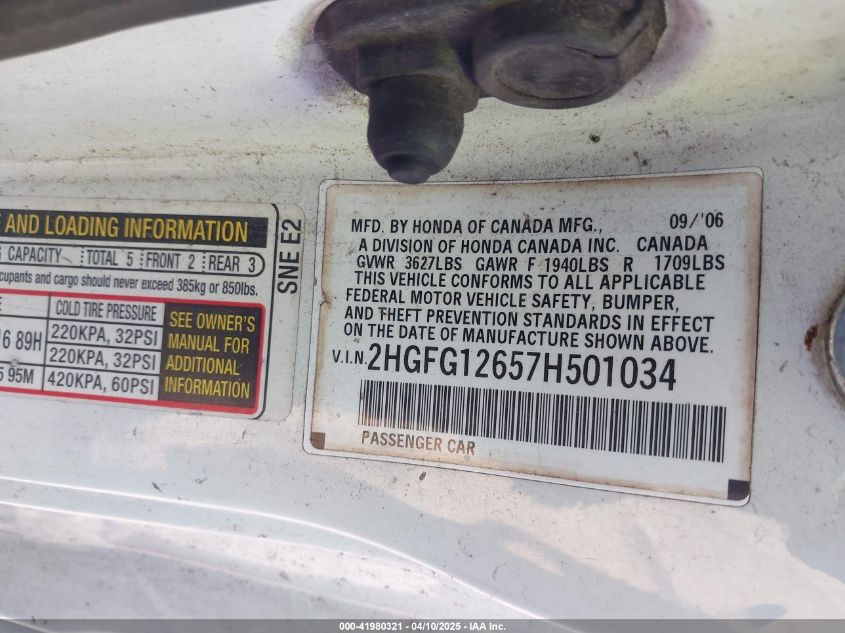 AND LOADING INFORMATION
CAPACITY TOTAL 5 FRONT 2 REAR 3
cupants and cargo should never exceed 385kg or 850lbs.
COLD TIRE PRESSURE
16 89H 220KPA, 32PSI
220KPA, 32PSI
5 95M 420KPA, 60PSI
SEE OWNER'S
MANUAL FOR
ADDITIONAL
INFORMATION
SNE E2
MFD. BY HONDA OF CANADA MFG., 09/'06
A DIVISION OF HONDA CANADA INC. CANADA
GVWR 3627LBS GAWR F 1940LBS R 1709LBS
THIS VEHICLE CONFORMS TO ALL APPLICABLE
FEDERAL MOTOR VEHICLE SAFETY, BUMPER,
AND THEFT PREVENTION STANDARDS IN EFFECT
ON THE DATE OF MANUFACTURE SHOWN ABOVE.
V.I.N. 2HGFG12657H501034
PASSENGER CAR
000-41980321 - 04/10/2025 - IAA Inc.